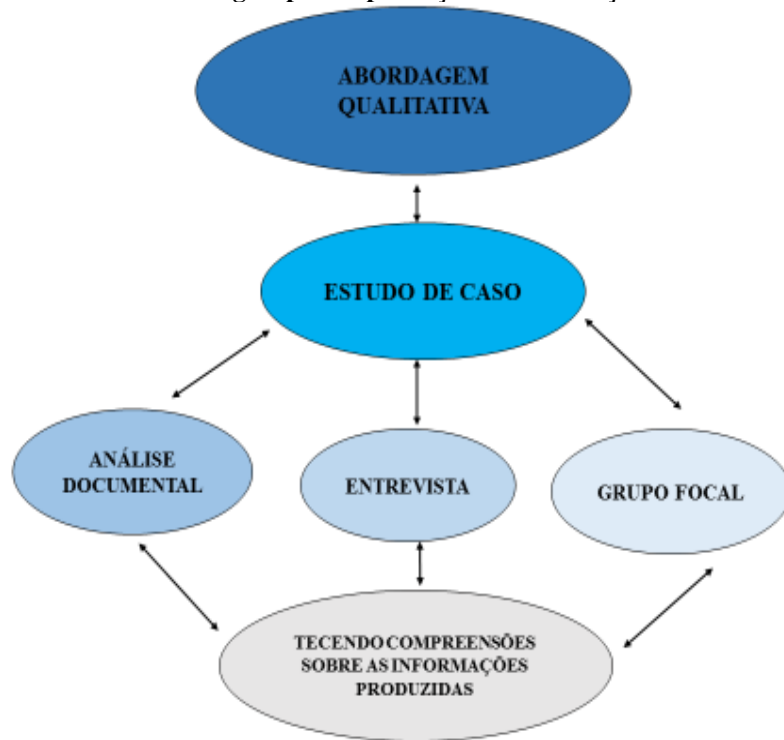 ABORDAGEM
QUALITATIVA
ESTUDO DE CASO
ANÁLISE
DOCUMENTAL
ENTREVISTA
GRUPO FOCAL
TECENDO COMPREENSÕES
SOBRE AS INFORMAÇÕES
PRODUZIDAS